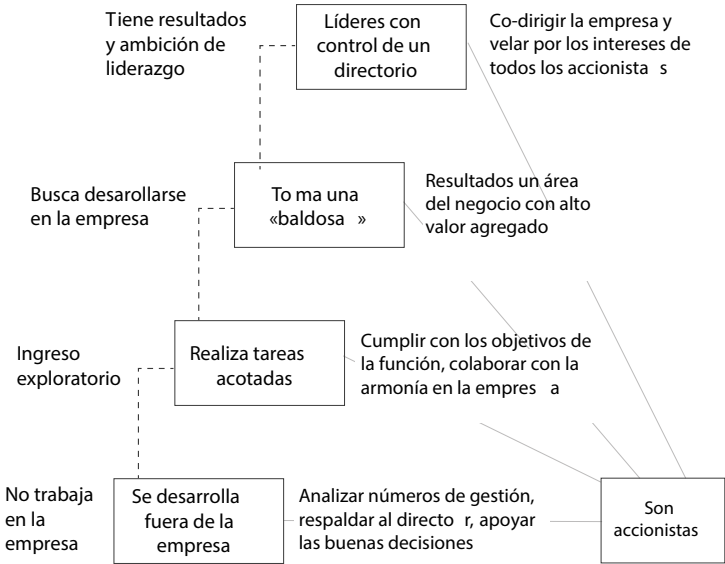 Tiene resultados
y ambición de
liderazgo
Líderes con
control de un
directorio
Co-dirigir la empresa y
velar por los intereses de
todos los accionista s
Busca desarollarse
en la empresa
To ma una
«baldosa »
Resultados un área
del negocio con alto
valor agregado
Ingreso
exploratorio
Realiza tareas
acotadas
Cumplir con los objetivos de
la función, colaborar con la
armonía en la empres a
No trabaja
en la
empresa
Se desarrolla
fuera de la
empresa
Analizar números de gestión,
respaldar al directo r, apoyar
las buenas decisiones
Son
accionistas